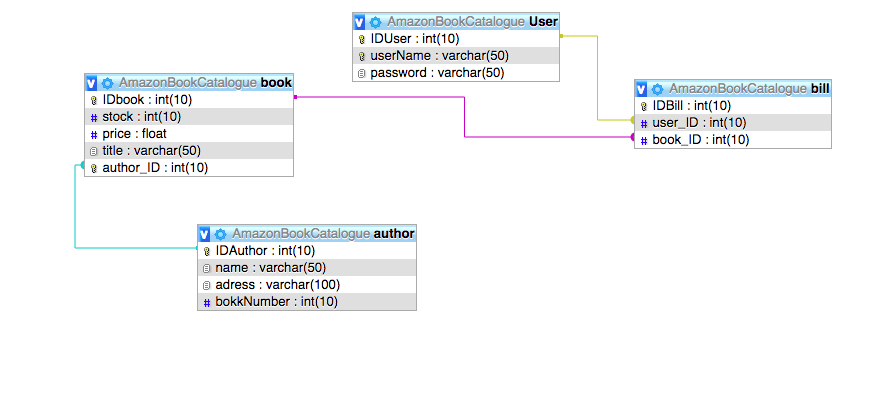 AmazonBookCatalogue User
IDUser : int(10)
userName : varchar(50)
password : varchar(50)
V AmazonBookCatalogue book
IDbook : int(10)
# stock : int(10)
# price : float
title : varchar(50)
author_ID : int(10)
V AmazonBookCatalogue bill
IDBill : int(10)
# user_ID : int(10)
# book_ID : int(10)
V AmazonBookCatalogue author
IDAuthor : int(10)
name : varchar(50)
adress : varchar(100)
# bokkNumber : int(10)